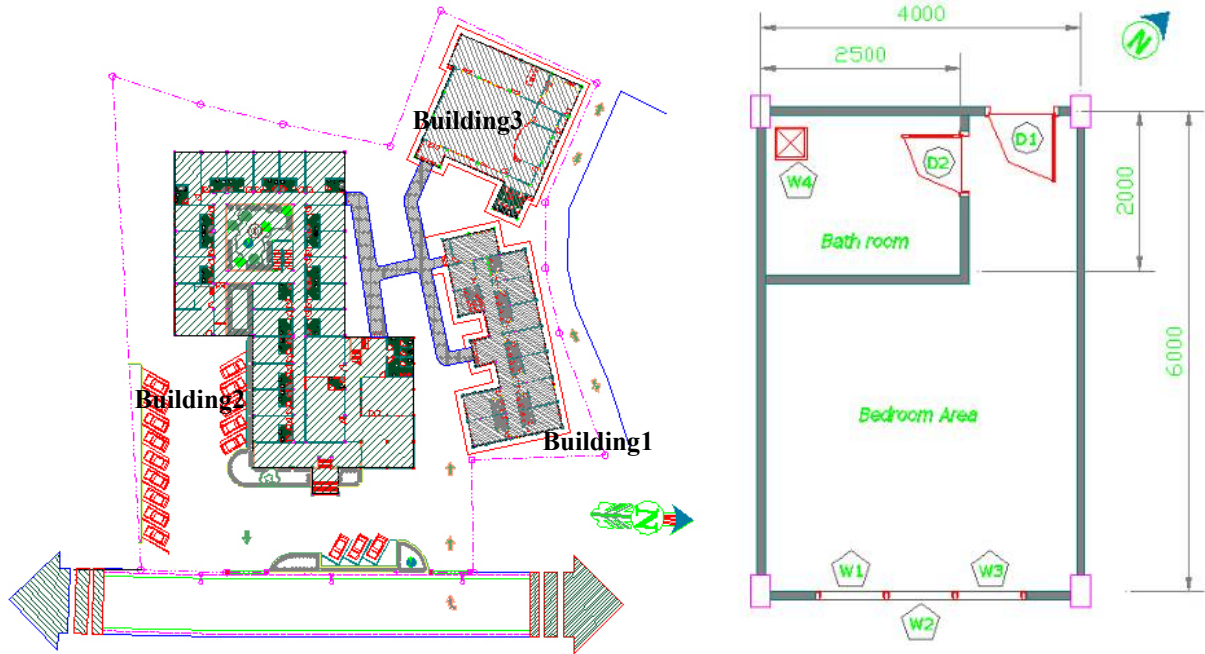 Building3
Building2
Building1
N
4000
2500
N
D1
D2
W4
2000
Bath room
6000
Bedroom Area
W1
W3
W2